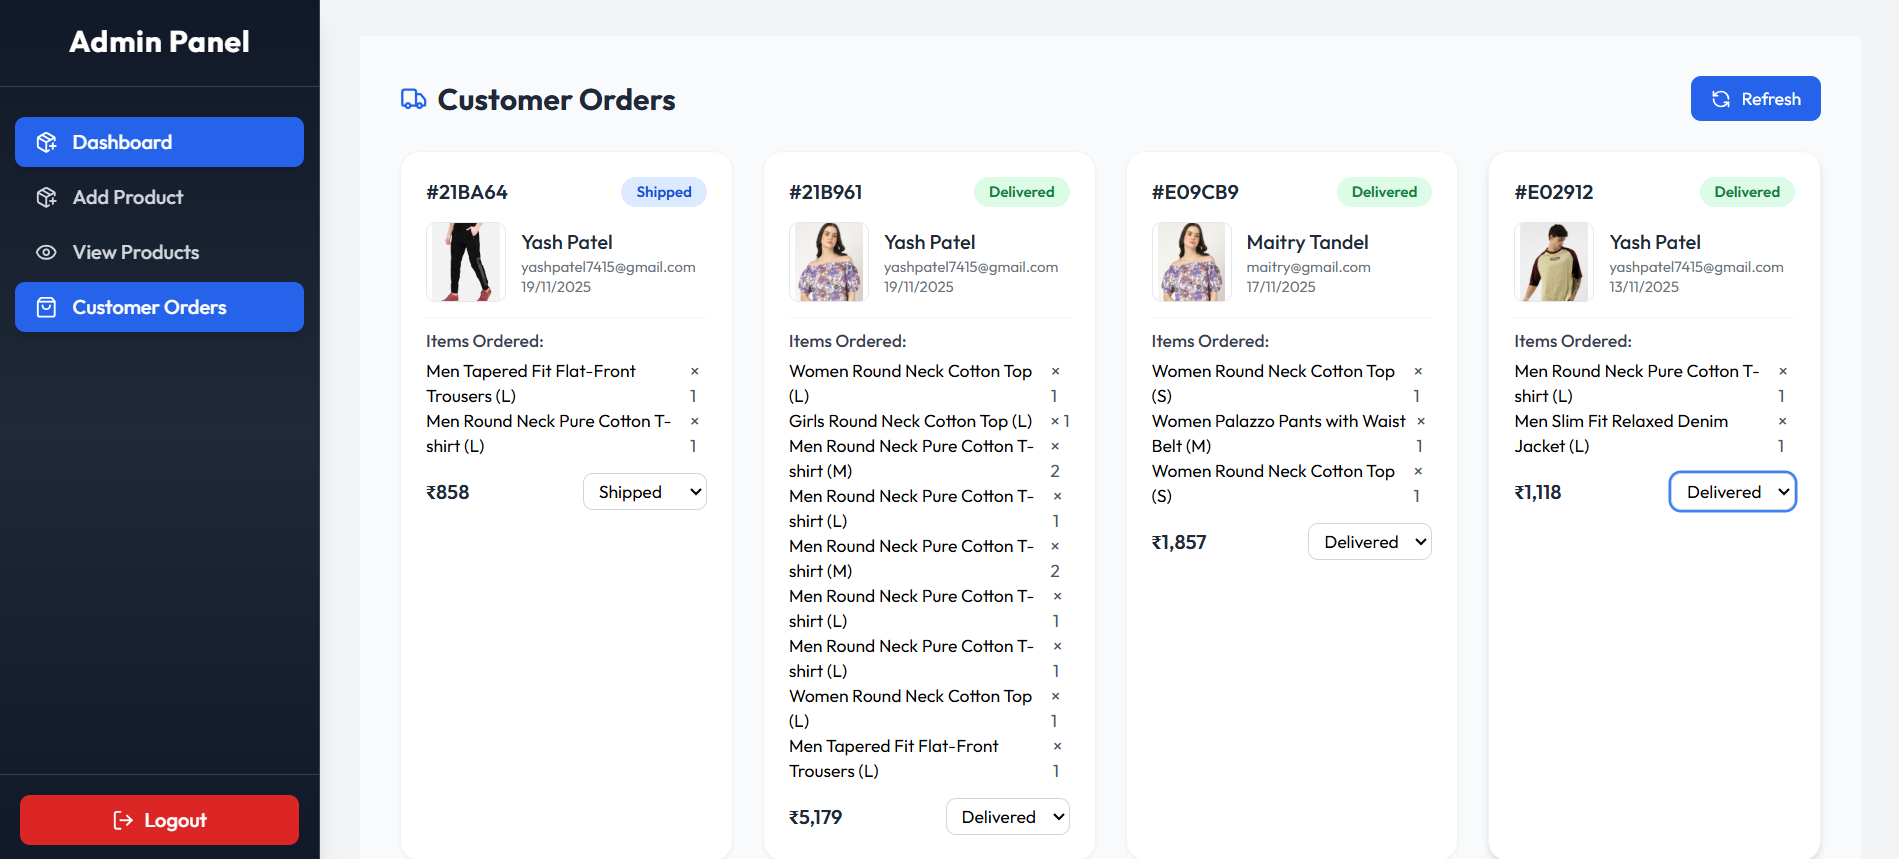 Admin Panel
Dashboard
Add Product
View Products
Customer Orders
Logout
Customer Orders
Refresh
#21BA64
Shipped
Yash Patel
yashpatel7415@gmail.com
19/11/2025
Items Ordered:
Men Tapered Fit Flat-Front ×
Trousers (L) 1
Men Round Neck Pure Cotton T- ×
shirt (L) 1
₹858
Shipped
#21B961
Delivered
Yash Patel
yashpatel7415@gmail.com
19/11/2025
Items Ordered:
Women Round Neck Cotton Top ×
(L) 1
Girls Round Neck Cotton Top (L) × 1
Men Round Neck Pure Cotton T- ×
shirt (M) 2
Men Round Neck Pure Cotton T- ×
shirt (L) 1
Men Round Neck Pure Cotton T- ×
shirt (M) 2
Men Round Neck Pure Cotton T- ×
shirt (L) 1
Men Round Neck Pure Cotton T- ×
shirt (L) 1
Women Round Neck Cotton Top ×
(L) 1
Men Tapered Fit Flat-Front ×
Trousers (L) 1
₹5,179
Delivered
#E09CB9
Delivered
Maitry Tandel
maitry@gmail.com
17/11/2025
Items Ordered:
Women Round Neck Cotton Top ×
(S) 1
Women Palazzo Pants with Waist ×
Belt (M) 1
Women Round Neck Cotton Top ×
(S) 1
₹1,857
Delivered
#E02912
Delivered
Yash Patel
yashpatel7415@gmail.com
13/11/2025
Items Ordered:
Men Round Neck Pure Cotton T- ×
shirt (L) 1
Men Slim Fit Relaxed Denim ×
Jacket (L) 1
₹1,118
Delivered